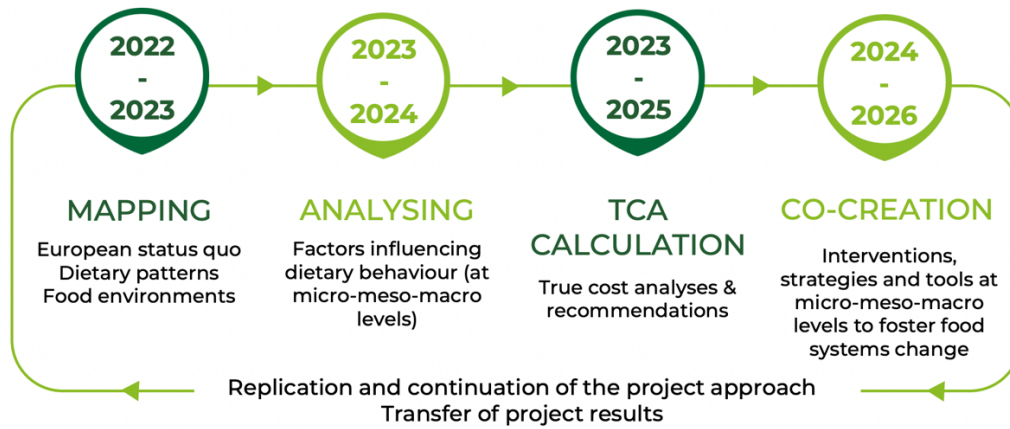 2022
-
2023
2023
-
2024
2023
-
2025
2024
-
2026
MAPPING
European status quo
Dietary patterns
Food environments
ANALYSING
Factors influencing
dietary behaviour (at
micro-meso-macro
levels)
TCA
CALCULATION
True cost analyses &
recommendations
CO-CREATION
Interventions,
strategies and tools at
micro-meso-macro
levels to foster food
systems change
Replication and continuation of the project approach
Transfer of project results